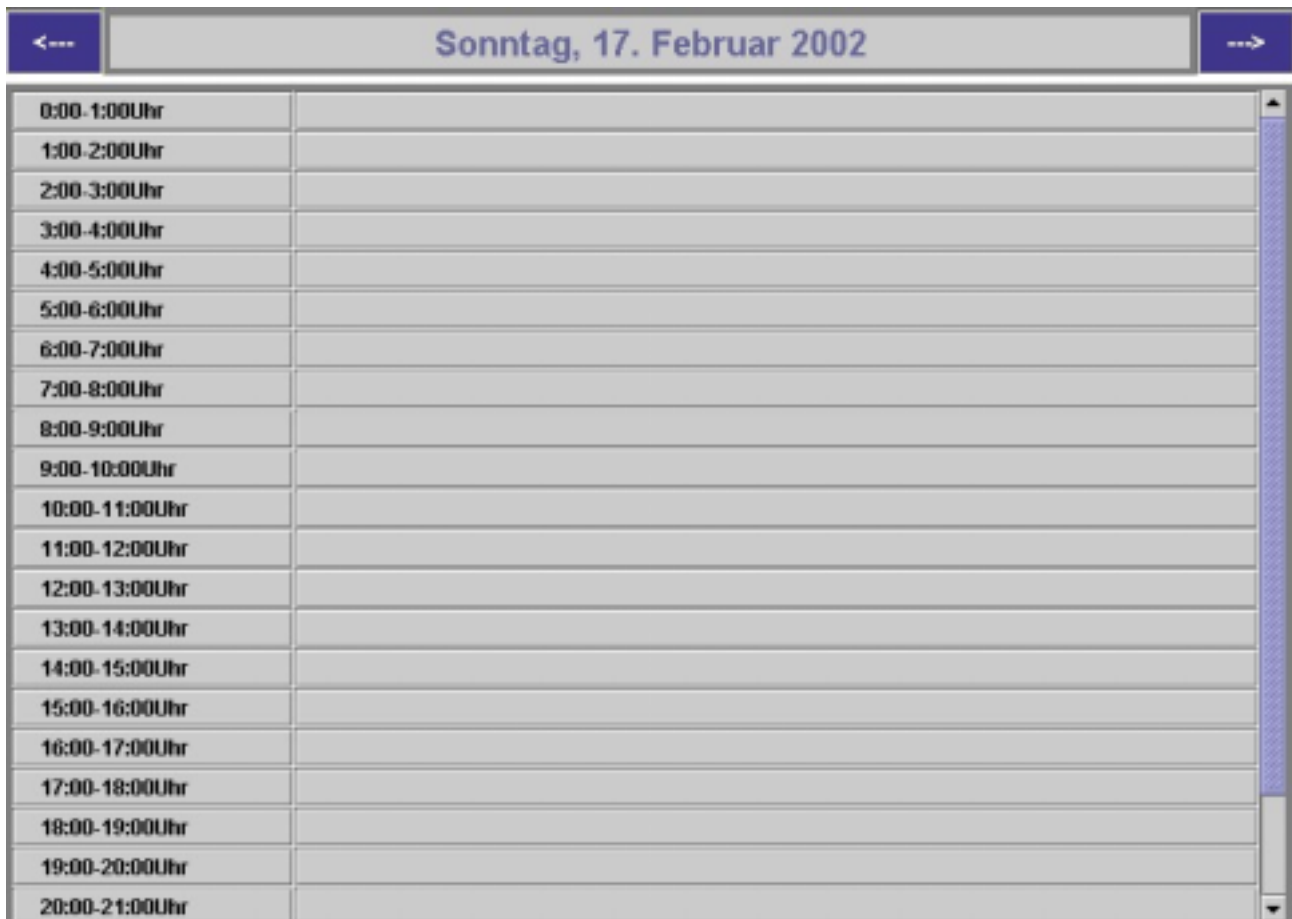 <--- Sonntag, 17. Februar 2002 --->
0:00-1:00Uhr
1:00-2:00Uhr
2:00-3:00Uhr
3:00-4:00Uhr
4:00-5:00Uhr
5:00-6:00Uhr
6:00-7:00Uhr
7:00-8:00Uhr
8:00-9:00Uhr
9:00-10:00Uhr
10:00-11:00Uhr
11:00-12:00Uhr
12:00-13:00Uhr
13:00-14:00Uhr
14:00-15:00Uhr
15:00-16:00Uhr
16:00-17:00Uhr
17:00-18:00Uhr
18:00-19:00Uhr
19:00-20:00Uhr
20:00-21:00Uhr